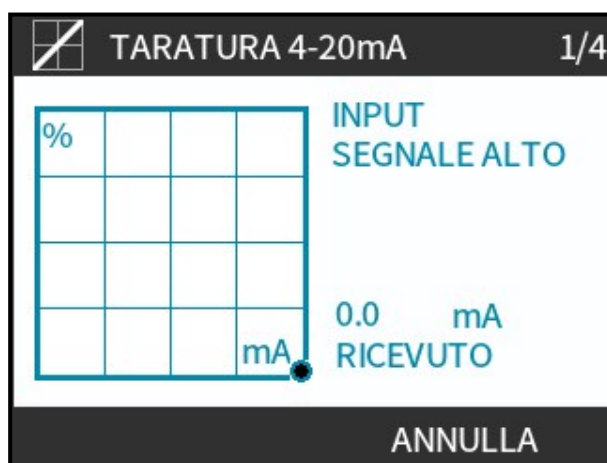 TARATURA 4-20mA 1/4
%
INPUT
SEGNALE ALTO
0.0 mA
mA RICEVUTO
ANNULLA